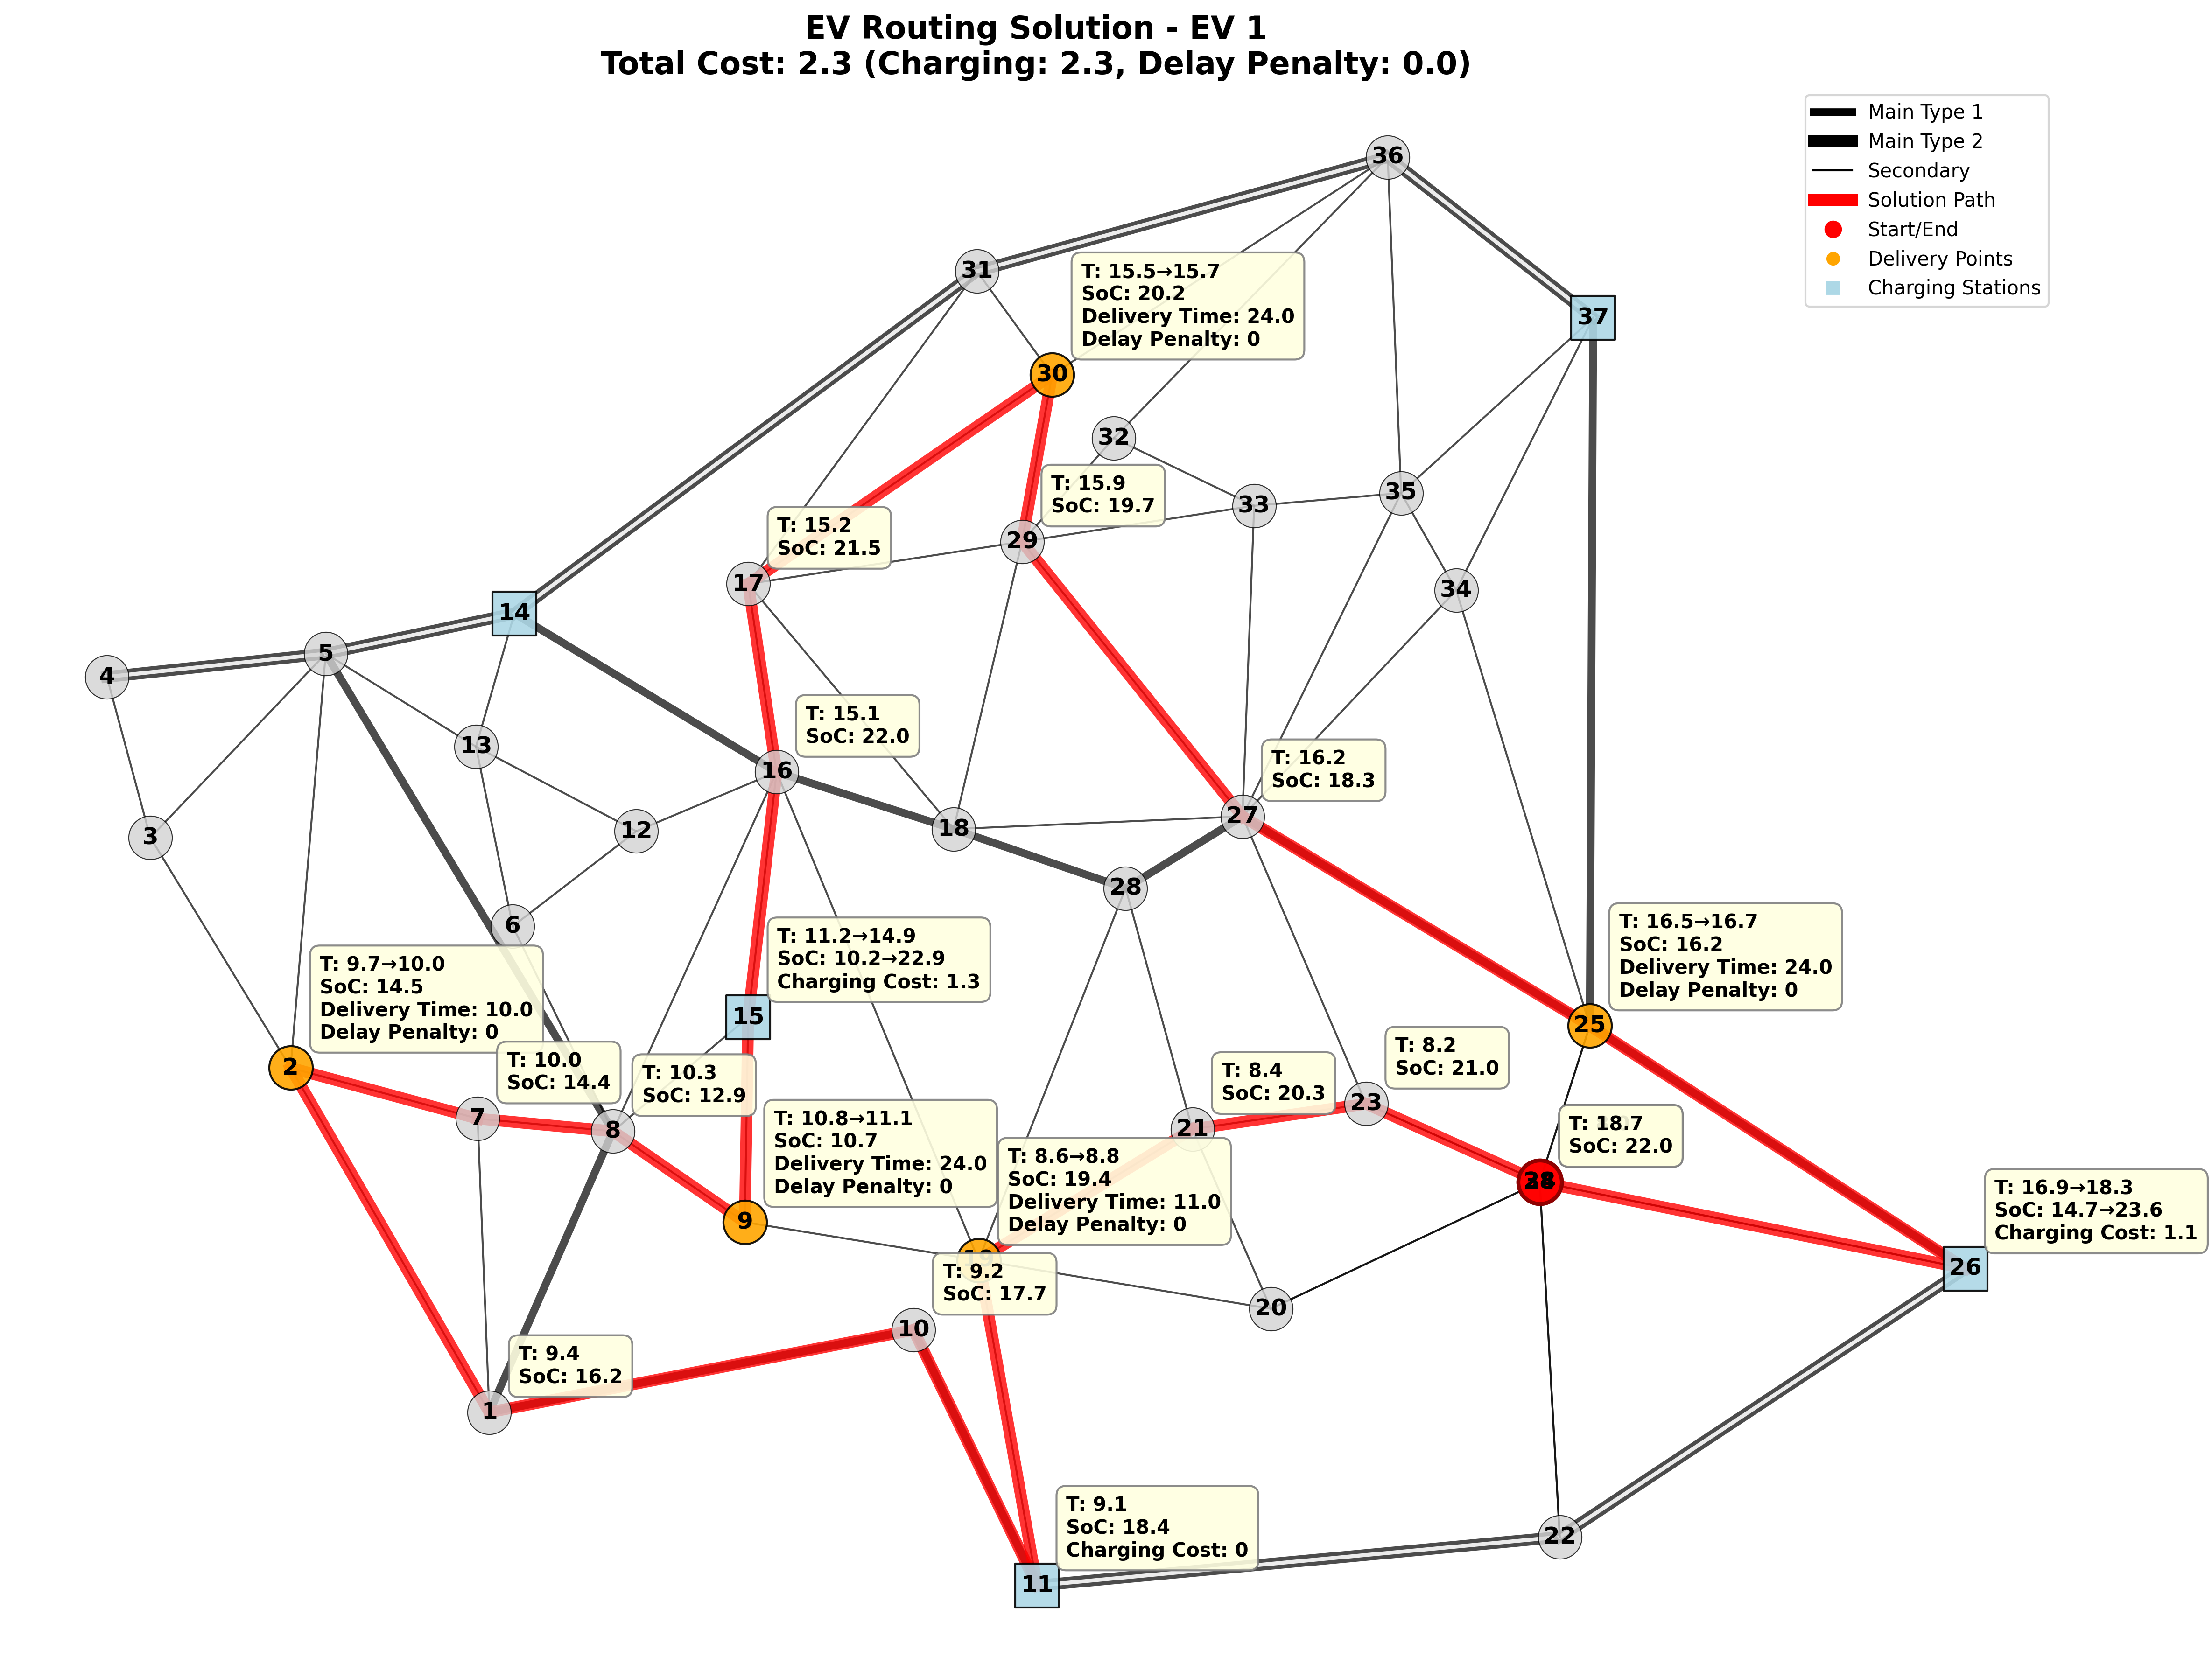 EV Routing Solution - EV 1
Total Cost: 2.3 (Charging: 2.3, Delay Penalty: 0.0)
Main Type 1
Main Type 2
Secondary
Solution Path
Start/End
Delivery Points
Charging Stations
36
31
T: 15.5→15.7
SoC: 20.2
Delivery Time: 24.0
Delay Penalty: 0
37
30
32
T: 15.9
SoC: 19.7
33
35
T: 15.2
SoC: 21.5
29
17
34
14
5
4
T: 15.1
SoC: 22.0
13
16
T: 16.2
SoC: 18.3
27
3
12
18
28
6
T: 11.2→14.9
SoC: 10.2→22.9
Charging Cost: 1.3
T: 16.5→16.7
SoC: 16.2
Delivery Time: 24.0
Delay Penalty: 0
T: 9.7→10.0
SoC: 14.5
Delivery Time: 10.0
Delay Penalty: 0
15
25
2
T: 10.0
SoC: 14.4
T: 10.3
SoC: 12.9
T: 8.4
SoC: 20.3
T: 8.2
SoC: 21.0
23
7
8
21
T: 10.8→11.1
SoC: 10.7
Delivery Time: 24.0
Delay Penalty: 0
T: 18.7
SoC: 22.0
T: 8.6→8.8
SoC: 19.4
Delivery Time: 11.0
Delay Penalty: 0
T: 16.9→18.3
SoC: 14.7→23.6
Charging Cost: 1.1
9
26
T: 9.2
SoC: 17.7
20
10
T: 9.4
SoC: 16.2
1
T: 9.1
SoC: 18.4
Charging Cost: 0
22
11